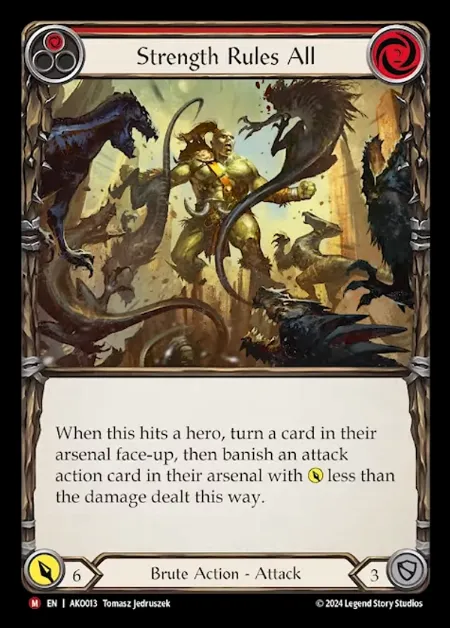 Strength Rules All
When this hits a hero, turn a card in their
arsenal face-up, then banish an attack
action card in their arsenal with less than
the damage dealt this way.
6
Brute Action - Attack
3
M EN | AKO013 Tomasz Jedruszek
© 2024 Legend Story Studios